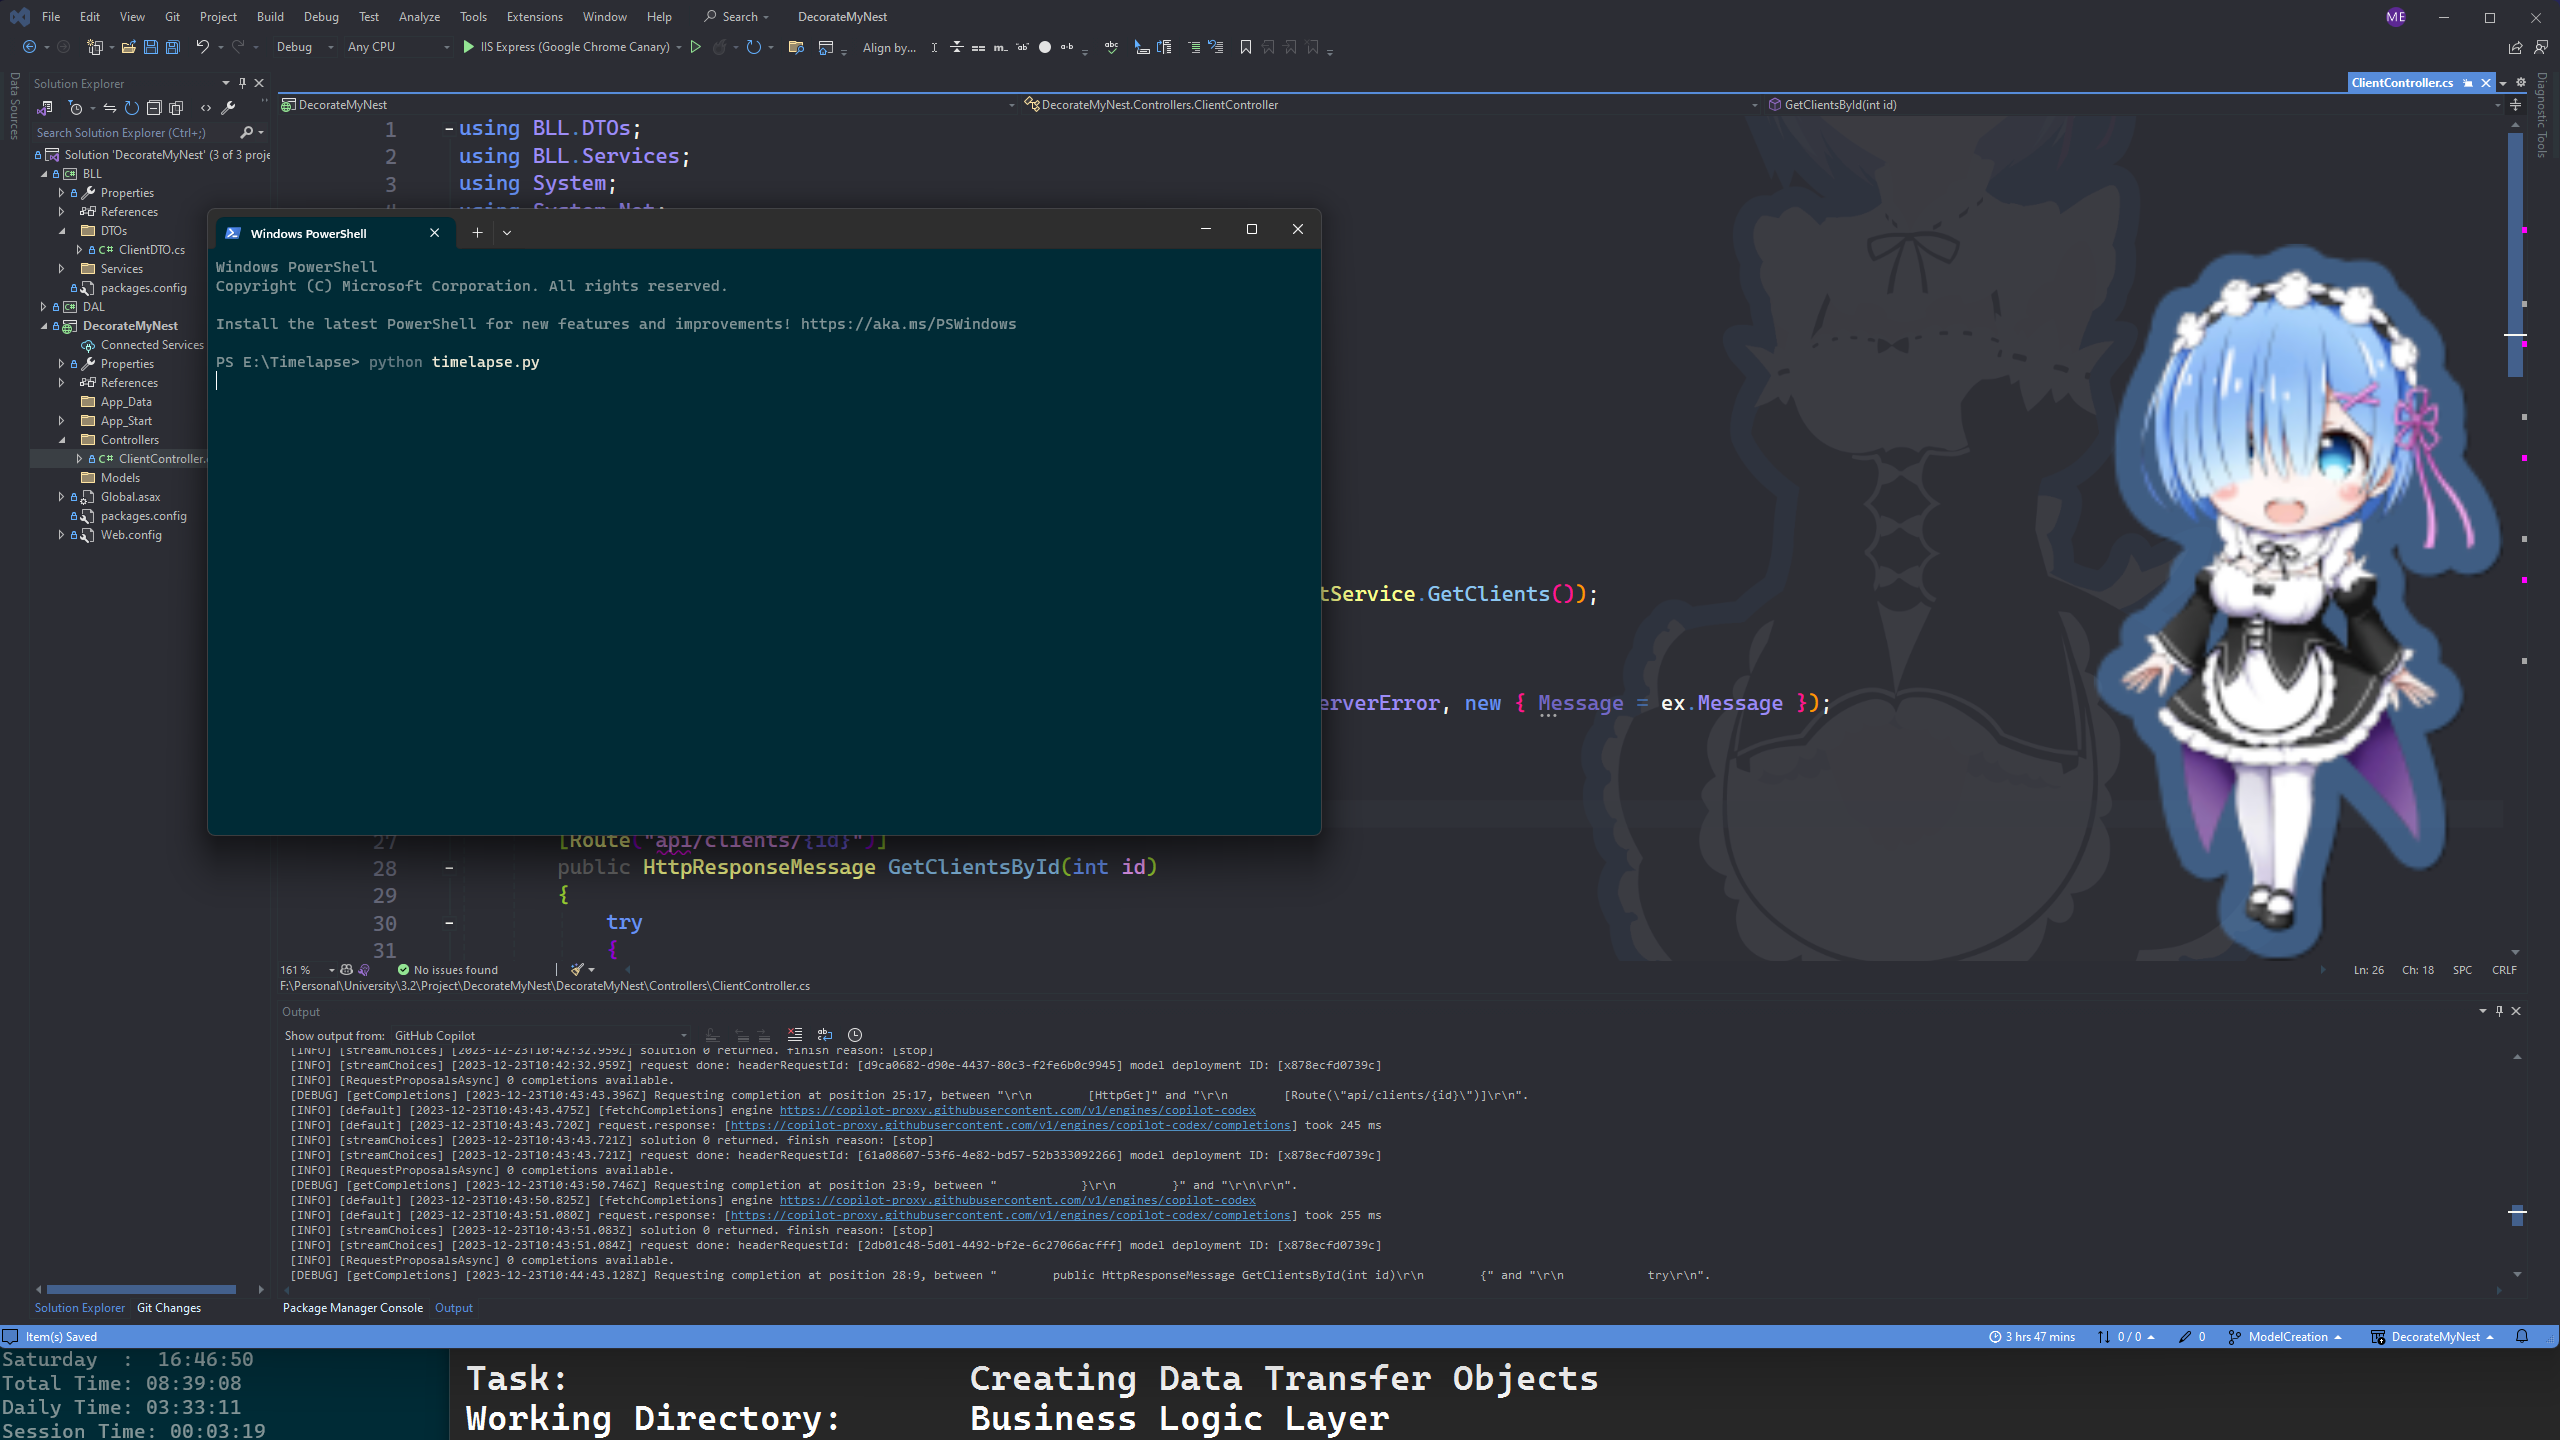 File Edit View Git Project Build Debug Test Analyze Tools Extensions Window Help Search DecorateMyNest ME
Debug Any CPU IIS Express (Google Chrome Canary) Align by...
Data Sources
Solution Explorer
Search Solution Explorer (Ctrl+;)
Solution 'DecorateMyNest' (3 of 3 proje
BLL
Properties
References
DTOs
ClientDTO.cs
Services
packages.config
DAL
DecorateMyNest
Connected Services
Properties
References
App_Data
App_Start
Controllers
ClientController.
Models
Global.asax
packages.config
Web.config
ClientController.cs
Diagnostic Tools
DecorateMyNest DecorateMyNest.Controllers.ClientController GetClientsById(int id)
1 using BLL.DTOs;
2 using BLL.Services;
3 using System;
Windows PowerShell
Windows PowerShell
Copyright (C) Microsoft Corporation. All rights reserved.
Install the latest PowerShell for new features and improvements! https://aka.ms/PSWindows
PS E:\Timelapse> python timelapse.py
tService.GetClients());
erverError, new { Message = ex.Message });
27 [Route("api/clients/{id}")]
28 public HttpResponseMessage GetClientsById(int id)
29 {
30 try
31 {
161 % No issues found Ln: 26 Ch: 18 SPC CRLF
F:\Personal\University\3.2\Project\DecorateMyNest\DecorateMyNest\Controllers\ClientController.cs
Output
Show output from: GitHub Copilot
[INFO] [streamChoices] [2023-12-23T10:42:32.959Z] solution 0 returned. finish reason: [stop]
[INFO] [streamChoices] [2023-12-23T10:42:32.959Z] request done: headerRequestId: [d9ca0682-d90e-4437-80c3-f2fe6b0c9945] model deployment ID: [x878ecfd0739c]
[INFO] [RequestProposalsAsync] 0 completions available.
[DEBUG] [getCompletions] [2023-12-23T10:43:43.396Z] Requesting completion at position 25:17, between "\r\n        [HttpGet]" and "\r\n        [Route(\"api/clients/{id}\")]\r\n".
[INFO] [default] [2023-12-23T10:43:43.475Z] [fetchCompletions] engine https://copilot-proxy.githubusercontent.com/v1/engines/copilot-codex
[INFO] [default] [2023-12-23T10:43:43.720Z] request.response: [https://copilot-proxy.githubusercontent.com/v1/engines/copilot-codex/completions] took 245 ms
[INFO] [streamChoices] [2023-12-23T10:43:43.721Z] solution 0 returned. finish reason: [stop]
[INFO] [streamChoices] [2023-12-23T10:43:43.721Z] request done: headerRequestId: [61a08607-53f6-4e82-bd57-52b333092266] model deployment ID: [x878ecfd0739c]
[INFO] [RequestProposalsAsync] 0 completions available.
[DEBUG] [getCompletions] [2023-12-23T10:43:50.746Z] Requesting completion at position 23:9, between "            }\r\n        }" and "\r\n\r\n".
[INFO] [default] [2023-12-23T10:43:50.825Z] [fetchCompletions] engine https://copilot-proxy.githubusercontent.com/v1/engines/copilot-codex
[INFO] [default] [2023-12-23T10:43:51.080Z] request.response: [https://copilot-proxy.githubusercontent.com/v1/engines/copilot-codex/completions] took 255 ms
[INFO] [streamChoices] [2023-12-23T10:43:51.083Z] solution 0 returned. finish reason: [stop]
[INFO] [streamChoices] [2023-12-23T10:43:51.084Z] request done: headerRequestId: [2db01c48-5d01-4492-bf2e-6c27066acfff] model deployment ID: [x878ecfd0739c]
[INFO] [RequestProposalsAsync] 0 completions available.
[DEBUG] [getCompletions] [2023-12-23T10:44:43.128Z] Requesting completion at position 28:9, between "        public HttpResponseMessage GetClientsById(int id)\r\n        {" and "\r\n            try\r\n".
Solution Explorer Git Changes Package Manager Console Output
Item(s) Saved 3 hrs 47 mins 0 / 0 0 ModelCreation DecorateMyNest
Saturday : 16:46:50
Total Time: 08:39:08
Daily Time: 03:33:11
Session Time: 00:03:19
Task: Creating Data Transfer Objects
Working Directory: Business Logic Layer